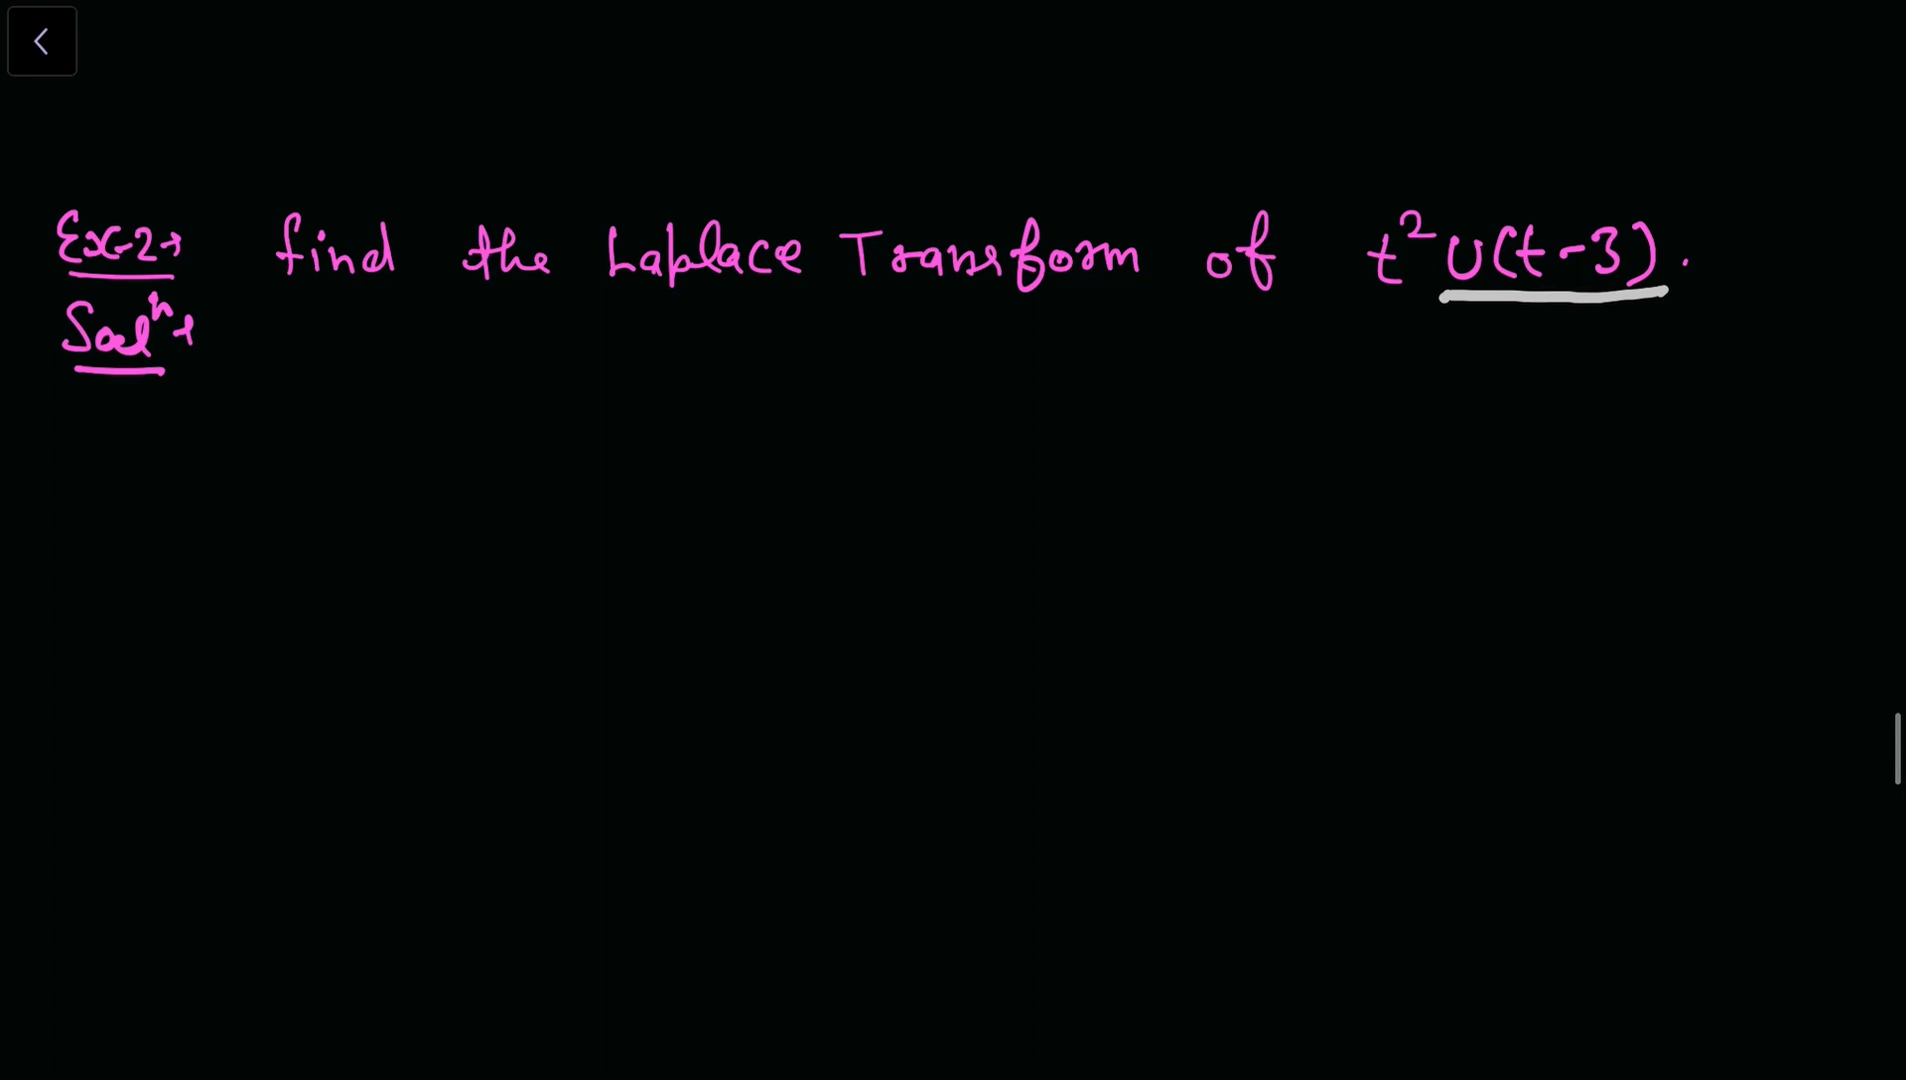 Ex-2→ find the Laplace Transform of t²U(t-3).
Solⁿ→